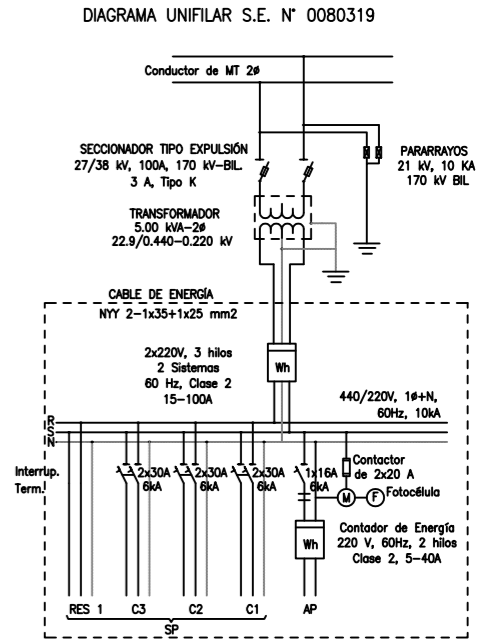 DIAGRAMA UNIFILAR S.E. N° 0080319
Conductor de MT 2ø
SECCIONADOR TIPO EXPULSIÓN
27/38 kV, 100A, 170 kV-BIL.
3 A, Tipo K
PARARRAYOS
21 kV, 10 KA
170 kV BIL
TRANSFORMADOR
5.00 kVA-2ø
22.9/0.440-0.220 kV
CABLE DE ENERGÍA
NYY 2-1x35+1x25 mm2
2x220V, 3 hilos
2 Sistemas
60 Hz, Clase 2
15-100A
Wh
440/220V, 1ø+N,
60Hz, 10kA
R
S
N
Interrup.
Term.
2x30A
6kA
2x30A
6kA
2x30A
6kA
1x16A
6kA
Contactor
de 2x20 A
M
F
Fotocélula
Wh
Contador de Energía
220 V, 60Hz, 2 hilos
Clase 2, 5-40A
RES 1
C3
C2
C1
AP
SP